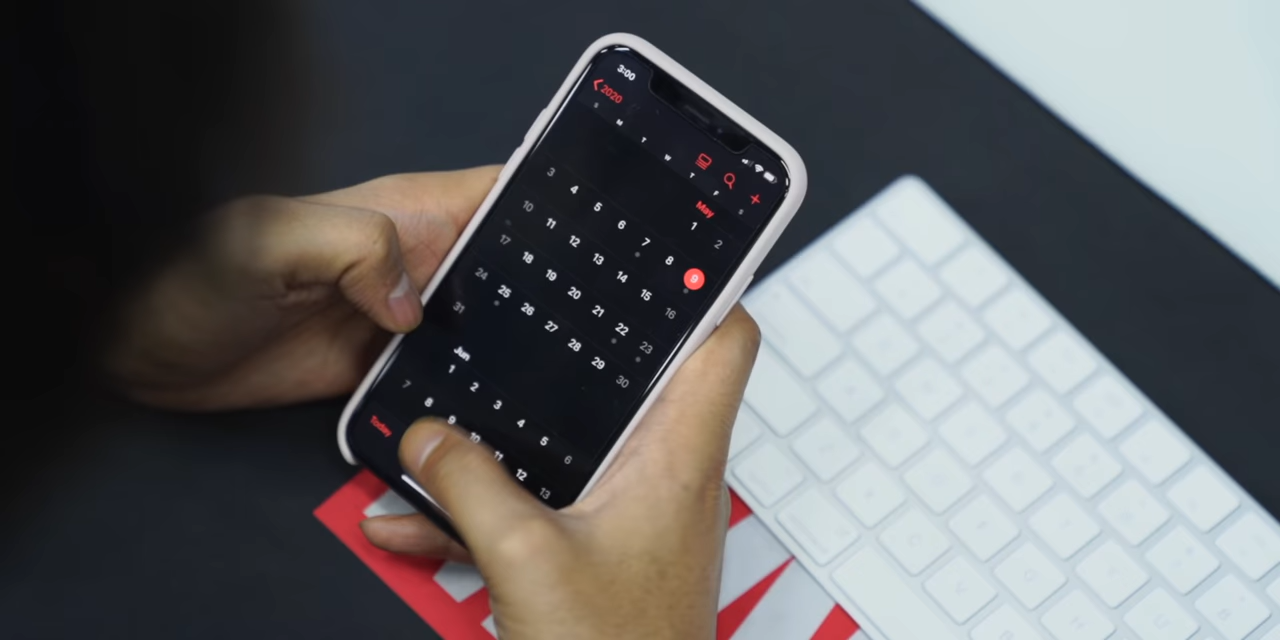 3:00
2020
S M T W T F S
May
1 2
3 4 5 6 7 8 9
10 11 12 13 14 15 16
17 18 19 20 21 22 23
24 25 26 27 28 29 30
31
Jun
1 2 3 4 5 6
7 8 9 10 11 12 13
Today